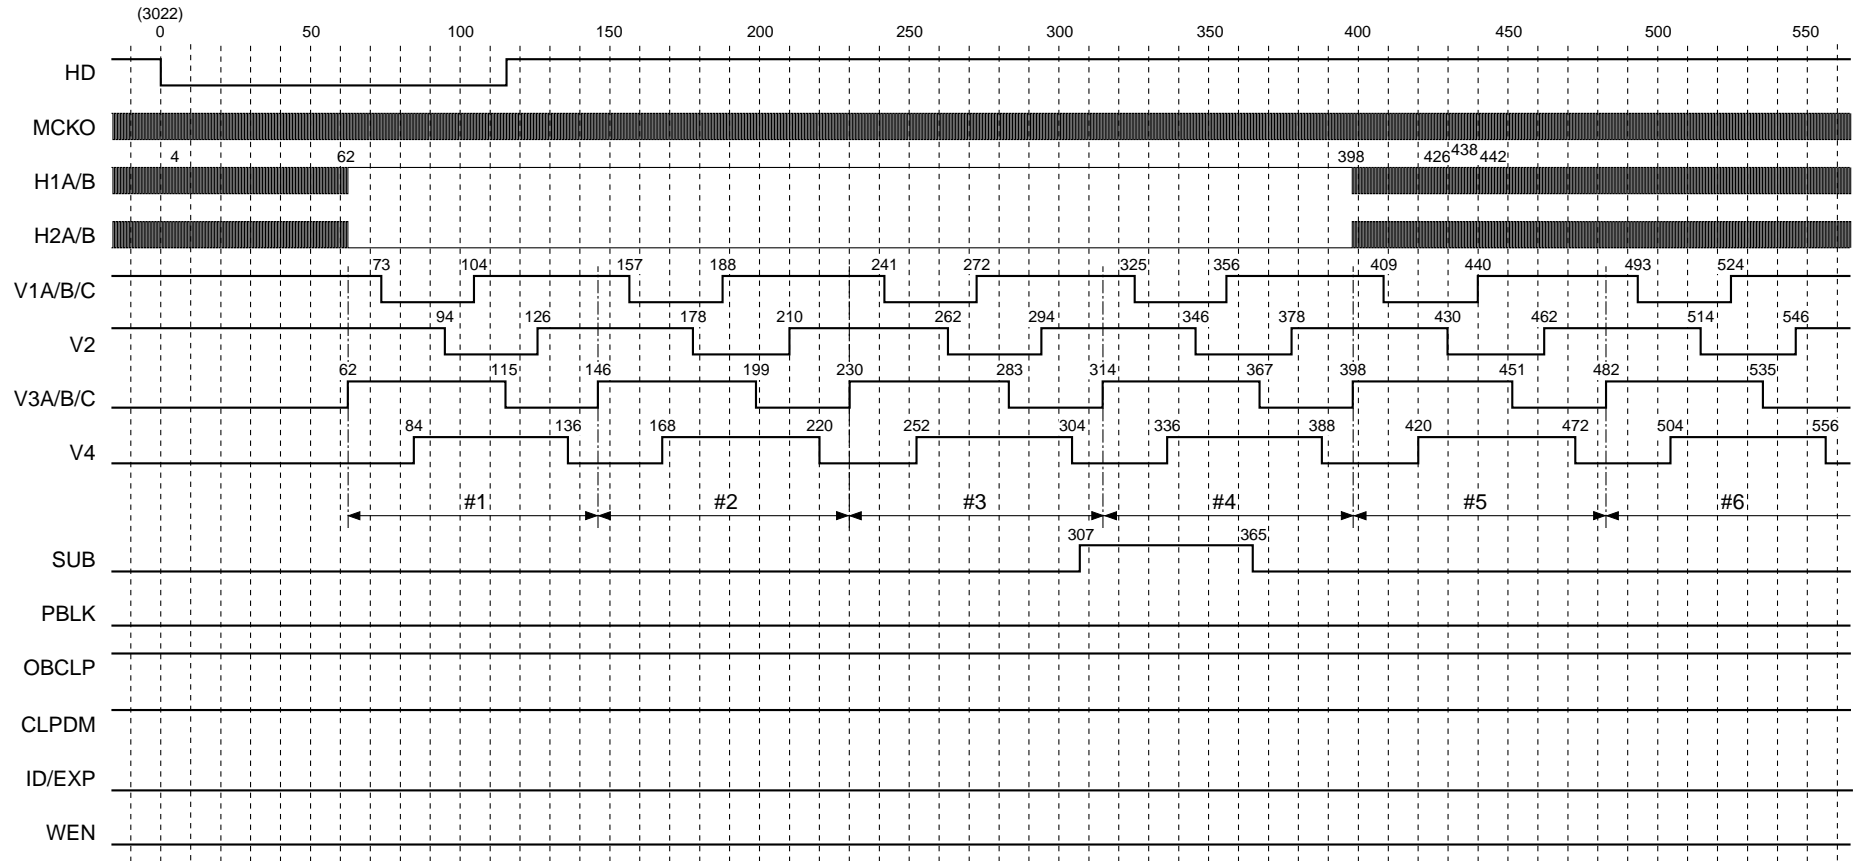 (3022)
0 50 100 150 200 250 300 350 400 450 500 550
HD
MCKO
4 62 398 426 438 442
H1A/B
H2A/B
73 104 157 188 241 272 325 356 409 440 493 524
V1A/B/C
94 126 178 210 262 294 346 378 430 462 514 546
V2
62 115 146 199 230 283 314 367 398 451 482 535
V3A/B/C
84 136 168 220 252 304 336 388 420 472 504 556
V4
#1 #2 #3 #4 #5 #6
307 365
SUB
PBLK
OBCLP
CLPDM
ID/EXP
WEN